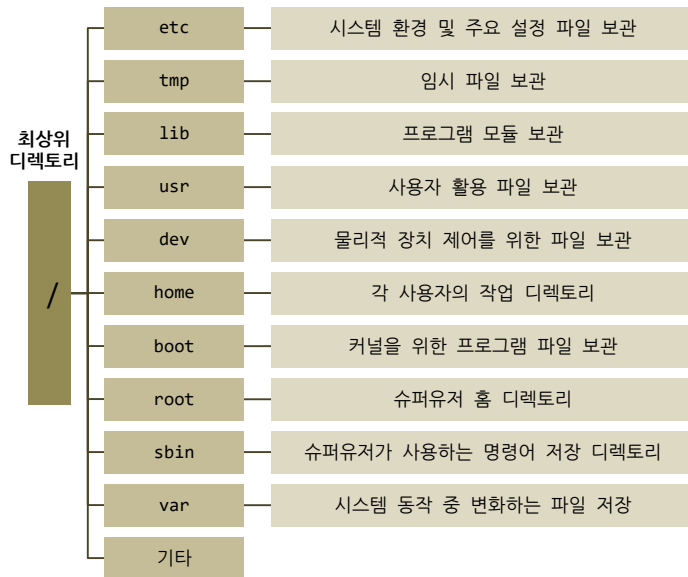 최상위
디렉토리
/
etc 시스템 환경 및 주요 설정 파일 보관
tmp 임시 파일 보관
lib 프로그램 모듈 보관
usr 사용자 활용 파일 보관
dev 물리적 장치 제어를 위한 파일 보관
home 각 사용자의 작업 디렉토리
boot 커널을 위한 프로그램 파일 보관
root 슈퍼유저 홈 디렉토리
sbin 슈퍼유저가 사용하는 명령어 저장 디렉토리
var 시스템 동작 중 변화하는 파일 저장
기타